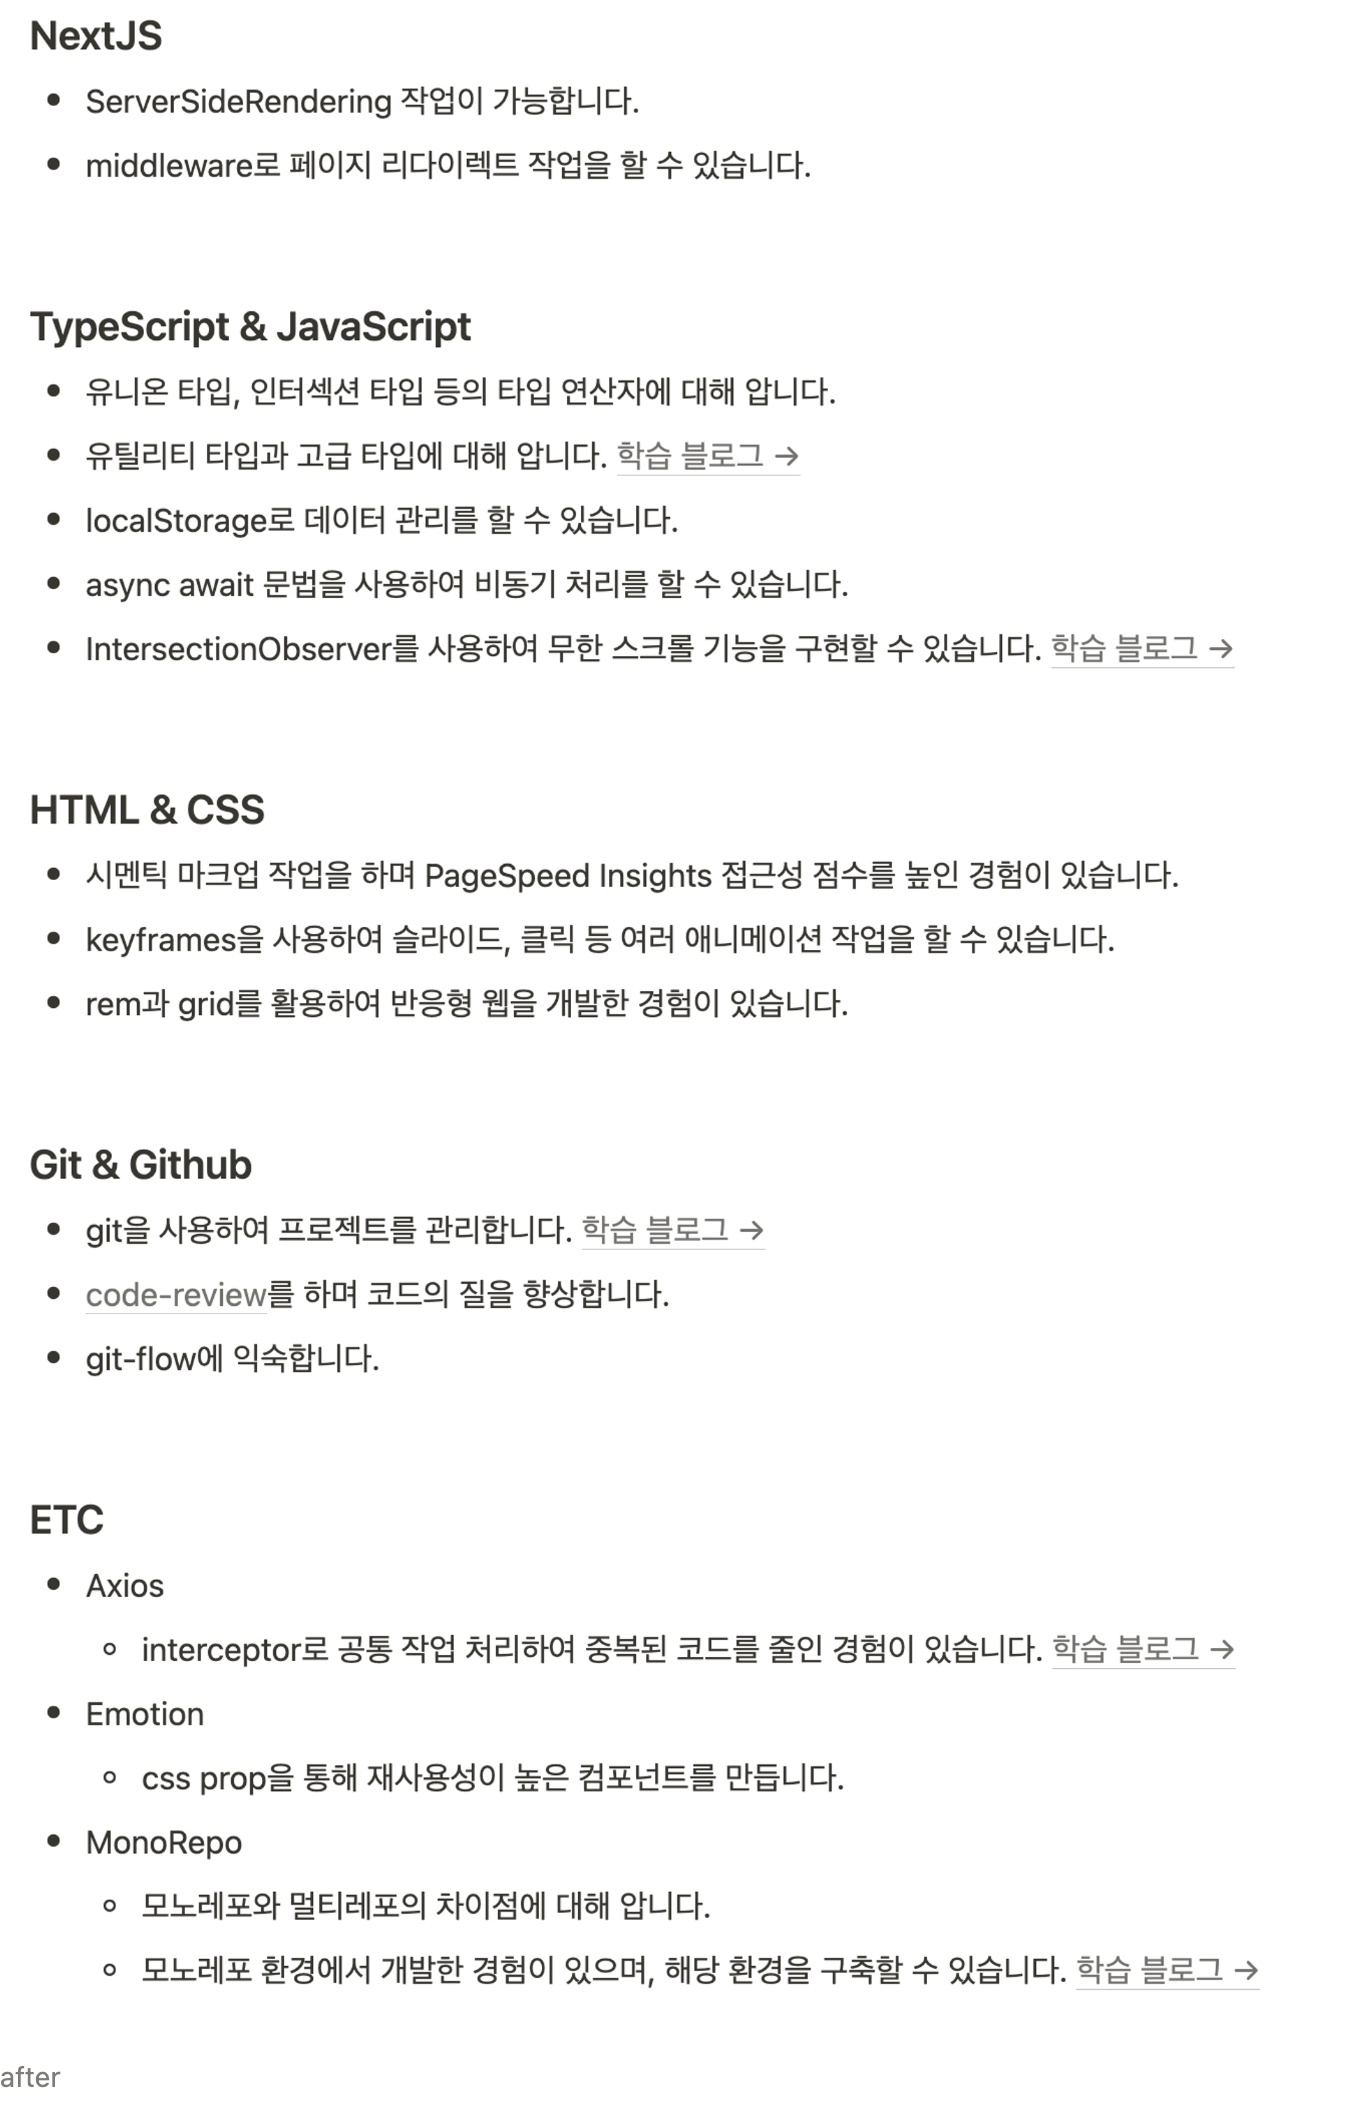 NextJS
• ServerSideRendering 작업이 가능합니다.
• middleware로 페이지 리다이렉트 작업을 할 수 있습니다.
TypeScript & JavaScript
• 유니온 타입, 인터섹션 타입 등의 타입 연산자에 대해 압니다.
• 유틸리티 타입과 고급 타입에 대해 압니다. 학습 블로그 →
• localStorage로 데이터 관리를 할 수 있습니다.
• async await 문법을 사용하여 비동기 처리를 할 수 있습니다.
• IntersectionObserver를 사용하여 무한 스크롤 기능을 구현할 수 있습니다. 학습 블로그 →
HTML & CSS
• 시멘틱 마크업 작업을 하며 PageSpeed Insights 접근성 점수를 높인 경험이 있습니다.
• keyframes을 사용하여 슬라이드, 클릭 등 여러 애니메이션 작업을 할 수 있습니다.
• rem과 grid를 활용하여 반응형 웹을 개발한 경험이 있습니다.
Git & Github
• git을 사용하여 프로젝트를 관리합니다. 학습 블로그 →
• code-review를 하며 코드의 질을 향상합니다.
• git-flow에 익숙합니다.
ETC
• Axios
◦ interceptor로 공통 작업 처리하여 중복된 코드를 줄인 경험이 있습니다. 학습 블로그 →
• Emotion
◦ css prop을 통해 재사용성이 높은 컴포넌트를 만듭니다.
• MonoRepo
◦ 모노레포와 멀티레포의 차이점에 대해 압니다.
◦ 모노레포 환경에서 개발한 경험이 있으며, 해당 환경을 구축할 수 있습니다. 학습 블로그 →
after